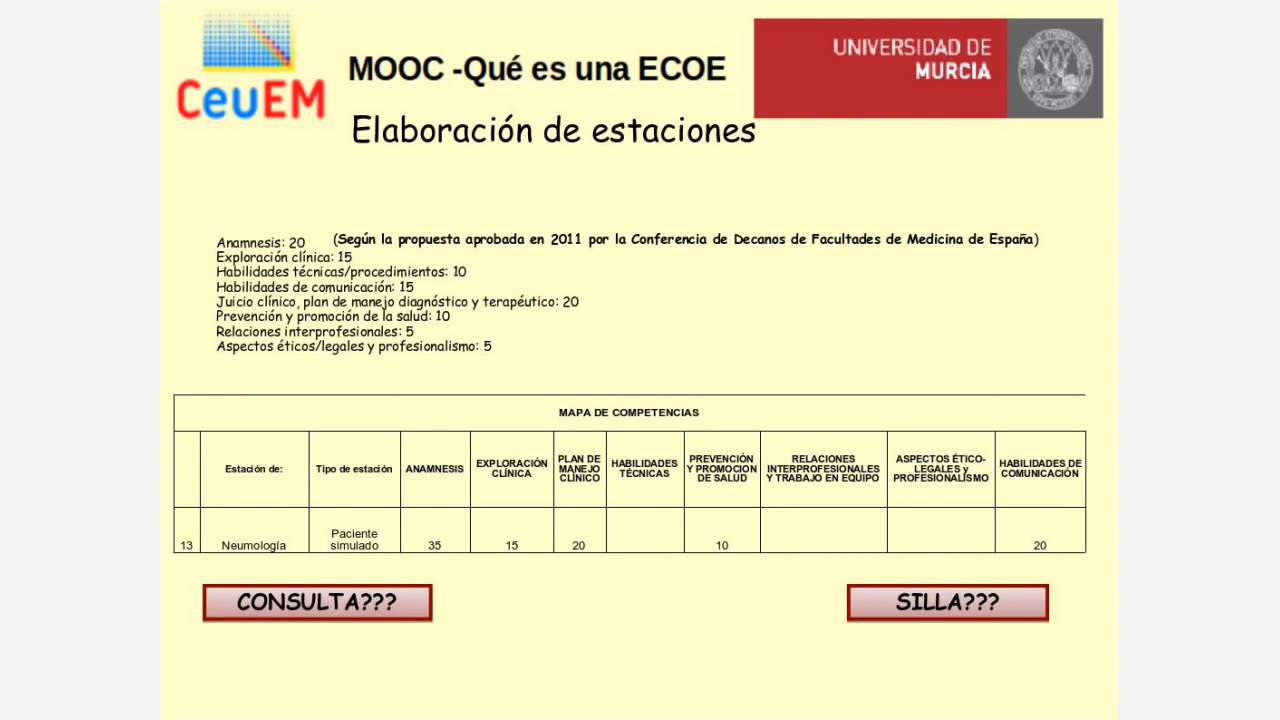 CeuEM
MOOC -Qué es una ECOE
UNIVERSIDAD DE
MURCIA
Elaboración de estaciones
Anamnesis: 20 (Según la propuesta aprobada en 2011 por la Conferencia de Decanos de Facultades de Medicina de España)
Exploración clínica: 15
Habilidades técnicas/procedimientos: 10
Habilidades de comunicación: 15
Juicio clínico, plan de manejo diagnóstico y terapéutico: 20
Prevención y promoción de la salud: 10
Relaciones interprofesionales: 5
Aspectos éticos/legales y profesionalismo: 5
MAPA DE COMPETENCIAS
Estación de:
Tipo de estación
ANAMNESIS
EXPLORACIÓN
CLÍNICA
PLAN DE
MANEJO
CLÍNICO
HABILIDADES
TÉCNICAS
PREVENCIÓN
Y PROMOCION
DE SALUD
RELACIONES
INTERPROFESIONALES
Y TRABAJO EN EQUIPO
ASPECTOS ÉTICO-
LEGALES y
PROFESIONALISMO
HABILIDADES DE
COMUNICACIÓN
13
Neumología
Paciente
simulado
35
15
20
10
20
CONSULTA???
SILLA???